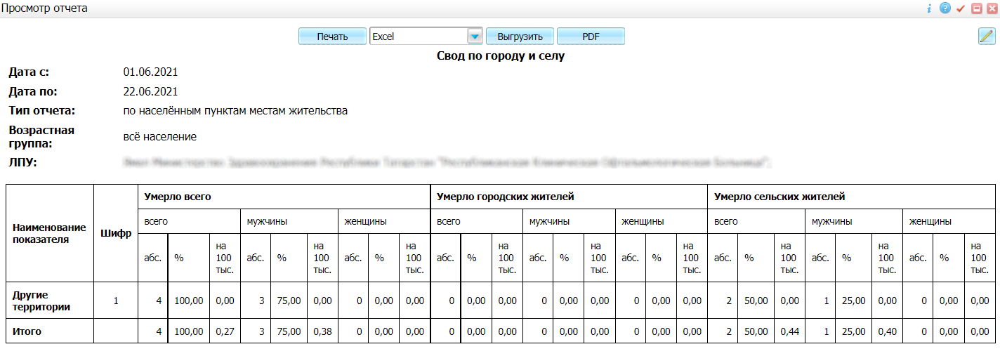 Просмотр отчета
Печать Excel Выгрузить PDF
Свод по городу и селу
Дата с: 01.06.2021
Дата по: 22.06.2021
Тип отчета: по населённым пунктам местам жительства
Возрастная группа: всё население
ЛПУ:
Наименование показателя Шифр Умерло всего Умерло городских жителей Умерло сельских жителей
всего мужчины женщины всего мужчины женщины всего мужчины женщины
абс. % на 100 тыс. абс. % на 100 тыс. абс. % на 100 тыс. абс. % на 100 тыс. абс. % на 100 тыс. абс. % на 100 тыс. абс. % на 100 тыс. абс. % на 100 тыс. абс. % на 100 тыс.
Другие территории 1 4 100,00 0,00 3 75,00 0,00 0 0,00 0,00 0 0,00 0,00 0 0,00 0,00 0 0,00 0,00 2 50,00 0,00 1 25,00 0,00 0 0,00 0,00
Итого 4 100,00 0,27 3 75,00 0,38 0 0,00 0,00 0 0,00 0,00 0 0,00 0,00 0 0,00 0,00 2 50,00 0,44 1 25,00 0,40 0 0,00 0,00